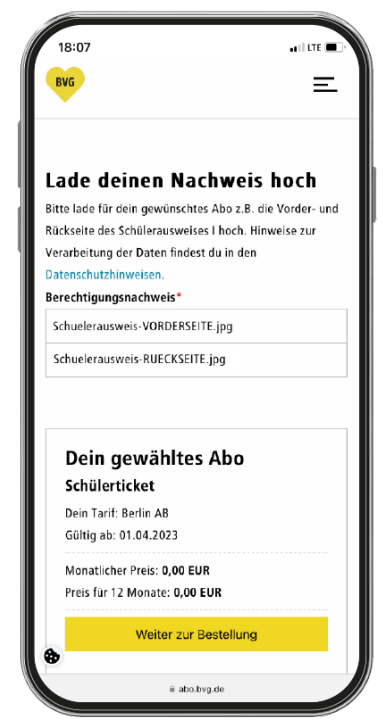 18:07
LTE
BVG
Lade deinen Nachweis hoch
Bitte lade für dein gewünschtes Abo z.B. die Vorder- und
Rückseite des Schülerausweises I hoch. Hinweise zur
Verarbeitung der Daten findest du in den
Datenschutzhinweisen.
Berechtigungsnachweis*
Schuelerausweis-VORDERSEITE.jpg
Schuelerausweis-RUECKSEITE.jpg
Dein gewähltes Abo
Schülerticket
Dein Tarif: Berlin AB
Gültig ab: 01.04.2023
Monatlicher Preis: 0,00 EUR
Preis für 12 Monate: 0,00 EUR
Weiter zur Bestellung
abo.bvg.de